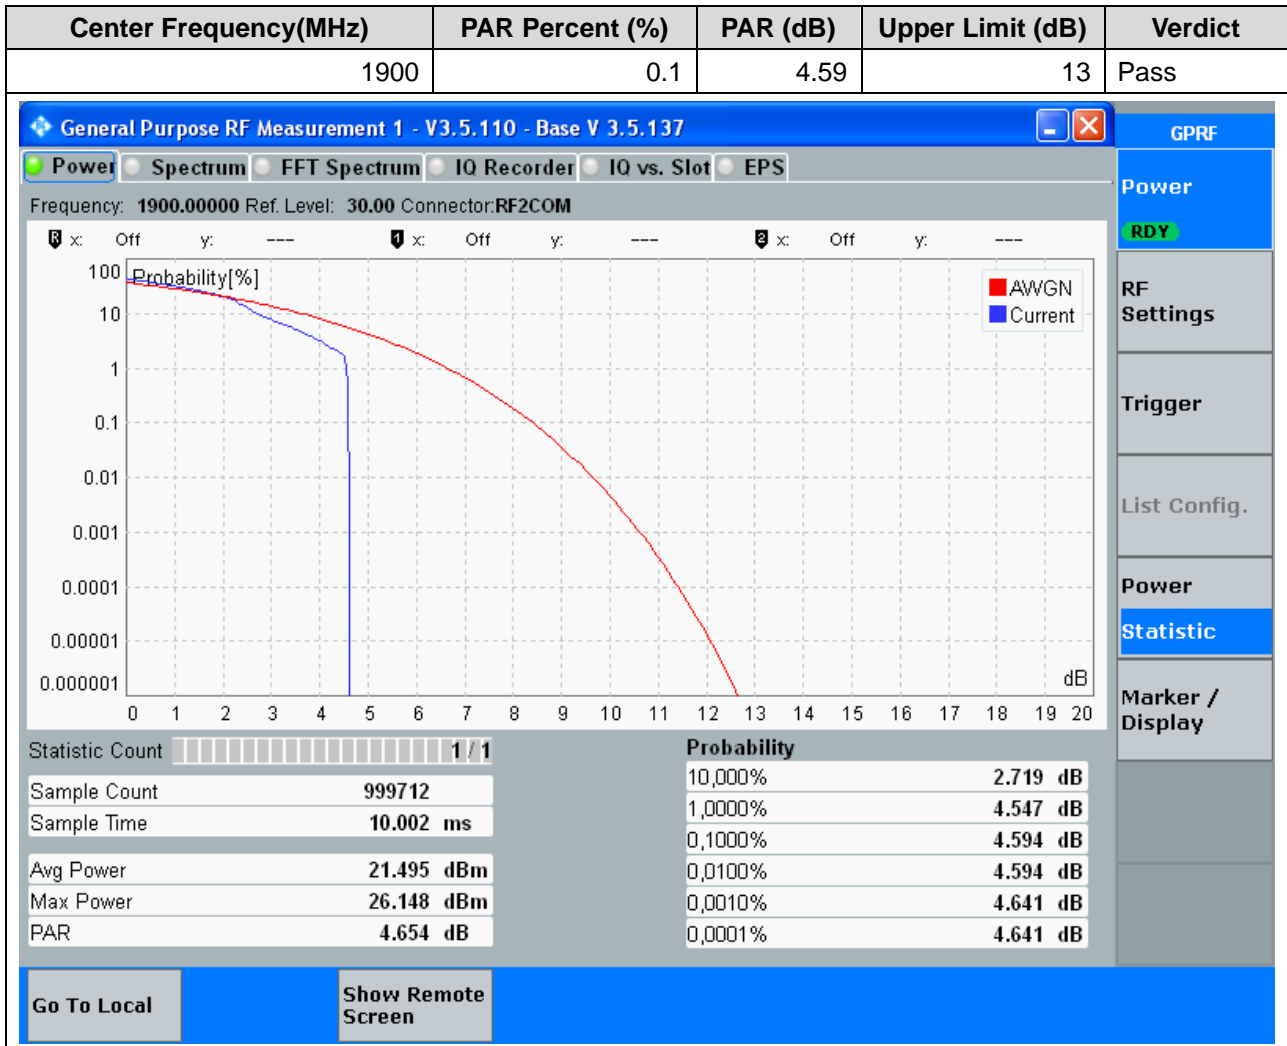 Center Frequency(MHz) PAR Percent (%) PAR (dB) Upper Limit (dB) Verdict
1900 0.1 4.59 13 Pass
General Purpose RF Measurement 1 - V3.5.110 - Base V 3.5.137
GPRF
Power Spectrum FFT Spectrum IQ Recorder IQ vs. Slot EPS
Frequency: 1900.00000 Ref. Level: 30.00 Connector:RF2COM
R x: Off y: --- 1 x: Off y: --- 2 x: Off y: ---
Probability[%]
100
10
1
0.1
0.01
0.001
0.0001
0.00001
0.000001
AWGN
Current
dB
0 1 2 3 4 5 6 7 8 9 10 11 12 13 14 15 16 17 18 19 20
Statistic Count 1 / 1
Sample Count 999712
Sample Time 10.002 ms
Avg Power 21.495 dBm
Max Power 26.148 dBm
PAR 4.654 dB
Probability
10,000% 2.719 dB
1,0000% 4.547 dB
0,1000% 4.594 dB
0,0100% 4.594 dB
0,0010% 4.641 dB
0,0001% 4.641 dB
Power
RDY
RF
Settings
Trigger
List Config.
Power
Statistic
Marker /
Display
Go To Local
Show Remote
Screen